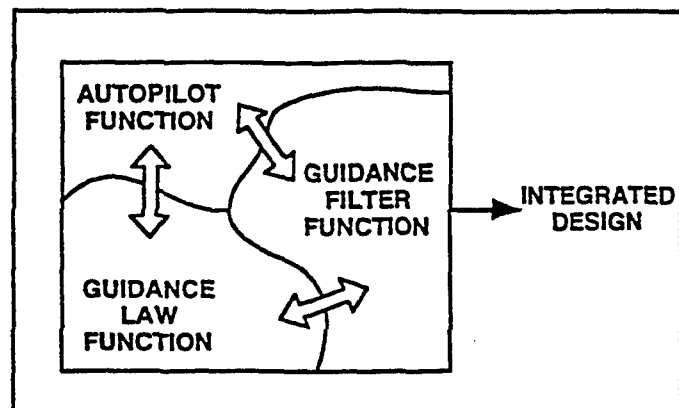 AUTOPILOT
FUNCTION
GUIDANCE
FILTER
FUNCTION
GUIDANCE
LAW
FUNCTION
INTEGRATED
DESIGN